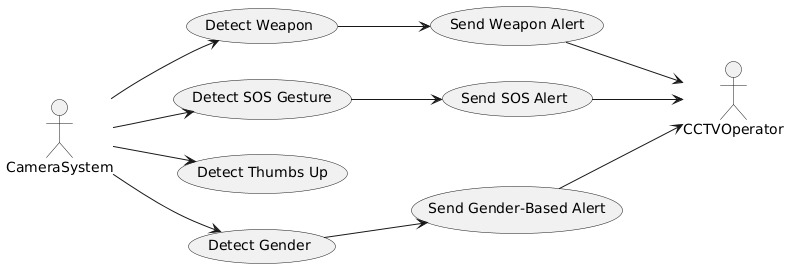 Detect Weapon
Send Weapon Alert
Detect SOS Gesture
Send SOS Alert
CCTVOperator
CameraSystem
Detect Thumbs Up
Send Gender-Based Alert
Detect Gender